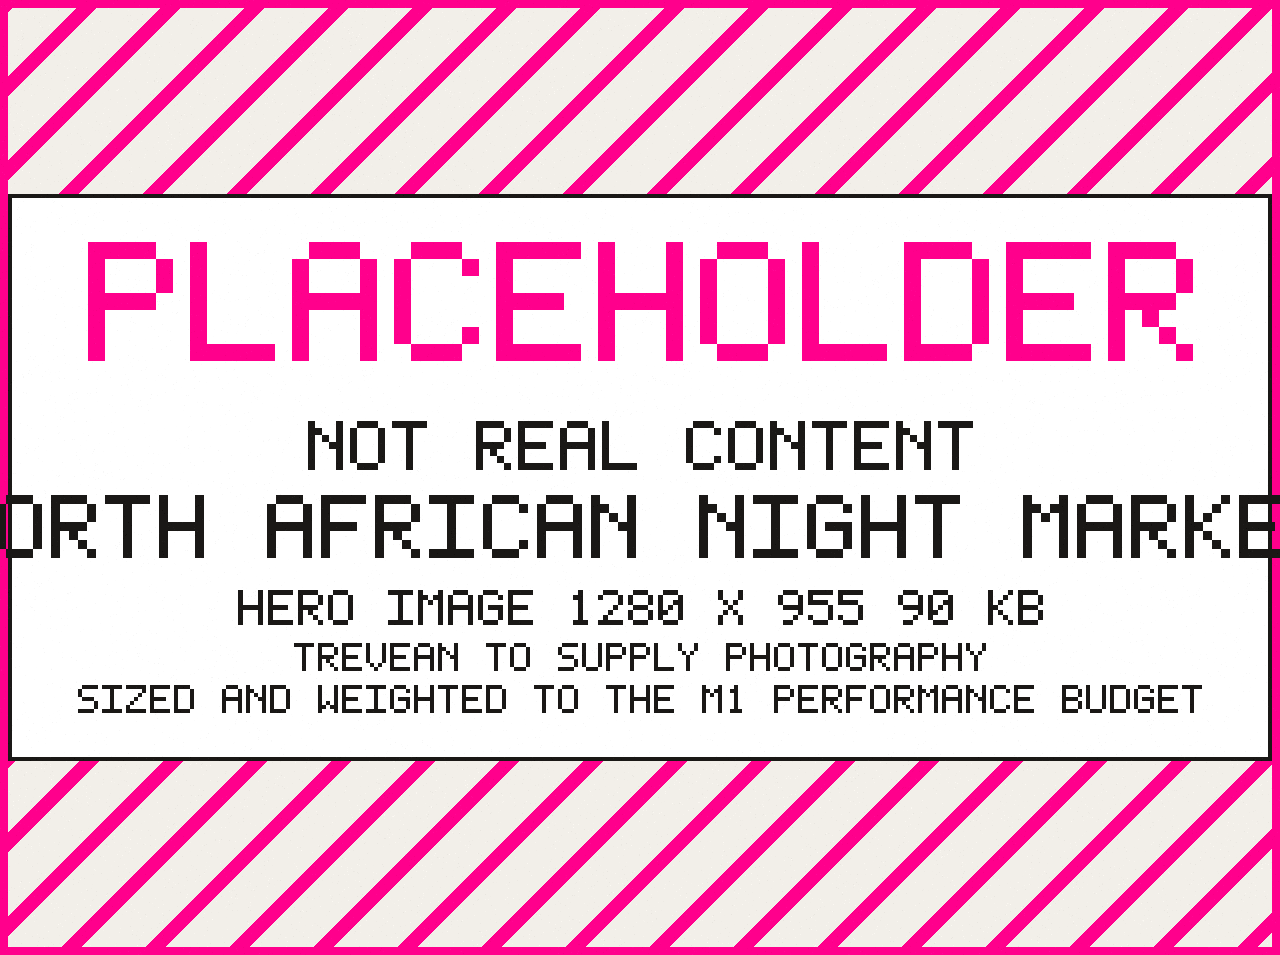 PLACEHOLDER
NOT REAL CONTENT
ORTH AFRICAN NIGHT MARKE
HERO IMAGE 1280 X 955 90 KB
TREVEAN TO SUPPLY PHOTOGRAPHY
SIZED AND WEIGHTED TO THE M1 PERFORMANCE BUDGET